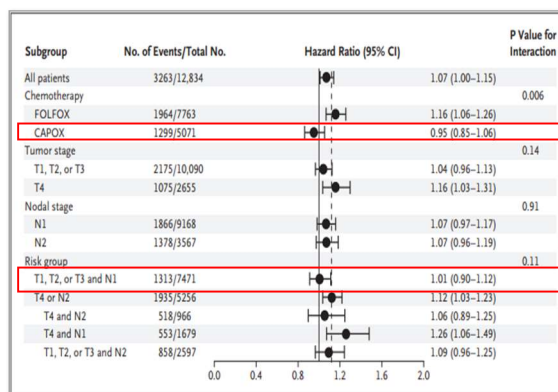 P Value for
Subgroup No. of Events/Total No. Hazard Ratio (95% CI) Interaction
All patients 3263/12,834 1.07 (1.00–1.15)
Chemotherapy 0.006
FOLFOX 1964/7763 1.16 (1.06–1.26)
CAPOX 1299/5071 0.95 (0.85–1.06)
Tumor stage 0.14
T1, T2, or T3 2175/10,090 1.04 (0.96–1.13)
T4 1075/2655 1.16 (1.03–1.31)
Nodal stage 0.91
N1 1866/9168 1.07 (0.97–1.17)
N2 1378/3567 1.07 (0.96–1.19)
Risk group 0.11
T1, T2, or T3 and N1 1313/7471 1.01 (0.90–1.12)
T4 or N2 1935/5256 1.12 (1.03–1.23)
T4 and N2 518/966 1.06 (0.89–1.25)
T4 and N1 553/1679 1.26 (1.06–1.49)
T1, T2, or T3 and N2 858/2597 1.09 (0.96–1.25)
0.0 0.4 0.8 1.2 1.6 2.0